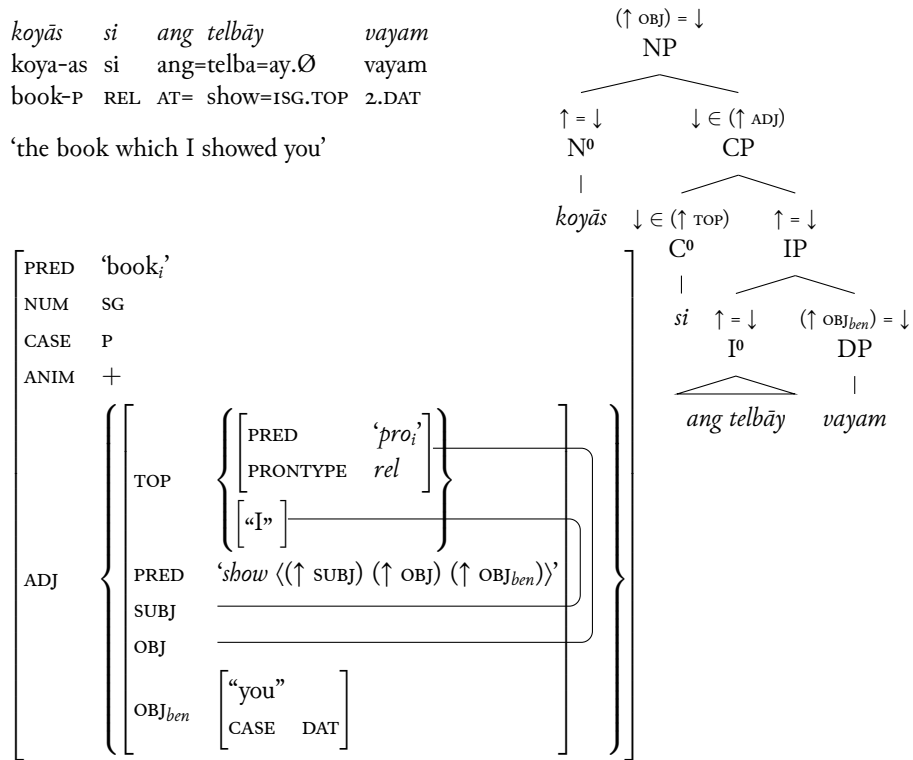 koyās si ang telbāy vayam
koya-as si ang=telba=ay.Ø vayam
book-P REL AT= show=1SG.TOP 2.DAT
‘the book which I showed you’
(↑ OBJ) = ↓
NP
↑ = ↓ ↓ ∈ (↑ ADJ)
N⁰ CP
koyās ↓ ∈ (↑ TOP) ↑ = ↓
C⁰ IP
si ↑ = ↓ (↑ OBJben) = ↓
I⁰ DP
ang telbāy vayam
PRED ‘bookᵢ’
NUM SG
CASE P
ANIM +
ADJ
TOP
PRED ‘proᵢ’
PRONTYPE rel
“I”
PRED ‘show ⟨(↑ SUBJ) (↑ OBJ) (↑ OBJben)⟩’
SUBJ
OBJ
OBJben
“you”
CASE DAT